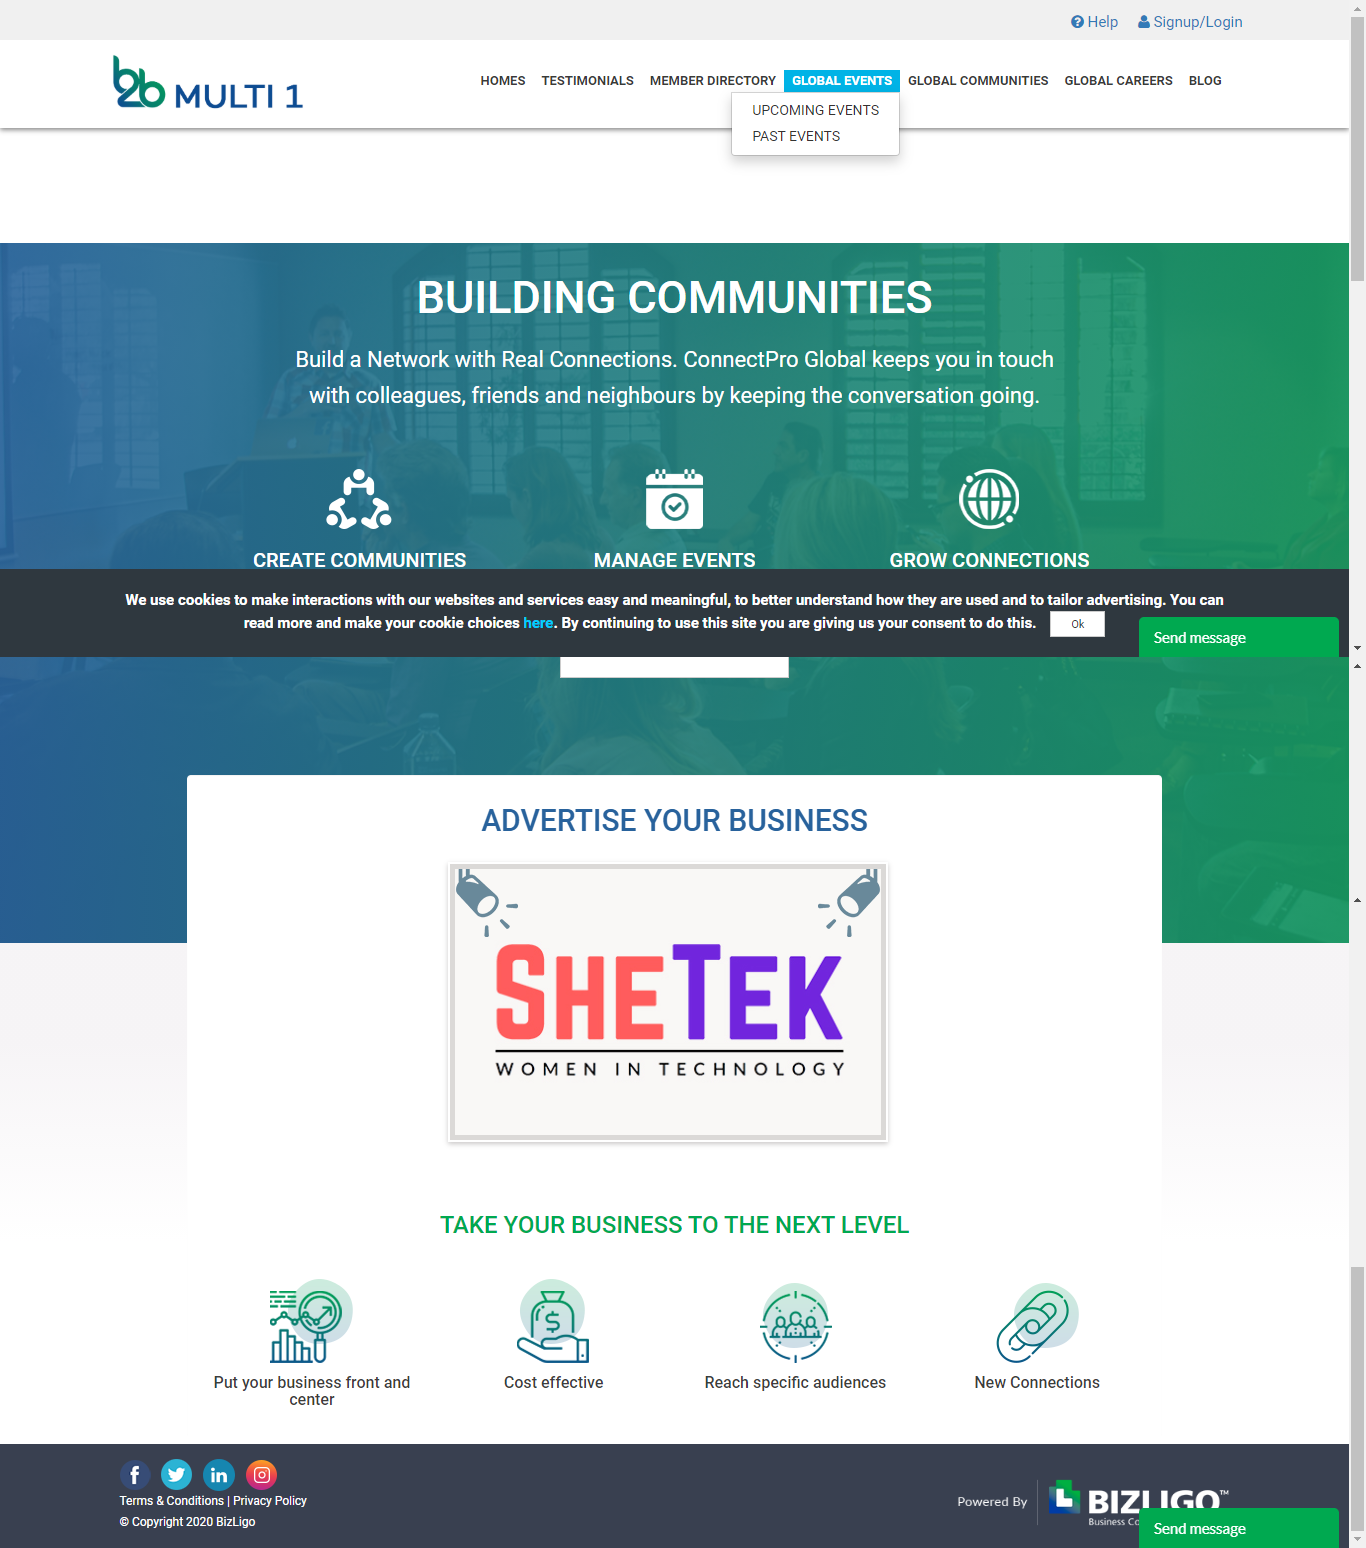 Help Signup/Login
b2b MULTI 1
HOMES TESTIMONIALS MEMBER DIRECTORY GLOBAL EVENTS GLOBAL COMMUNITIES GLOBAL CAREERS BLOG
UPCOMING EVENTS
PAST EVENTS
BUILDING COMMUNITIES
Build a Network with Real Connections. ConnectPro Global keeps you in touch
with colleagues, friends and neighbours by keeping the conversation going.
CREATE COMMUNITIES MANAGE EVENTS GROW CONNECTIONS
We use cookies to make interactions with our websites and services easy and meaningful, to better understand how they are used and to tailor advertising. You can
read more and make your cookie choices here. By continuing to use this site you are giving us your consent to do this. Ok
Send message
ADVERTISE YOUR BUSINESS
SHETEK
WOMEN IN TECHNOLOGY
TAKE YOUR BUSINESS TO THE NEXT LEVEL
Put your business front and
center
Cost effective
Reach specific audiences
New Connections
Terms & Conditions | Privacy Policy
© Copyright 2020 BizLigo
Powered By
BIZLIGO™
Business
Send message